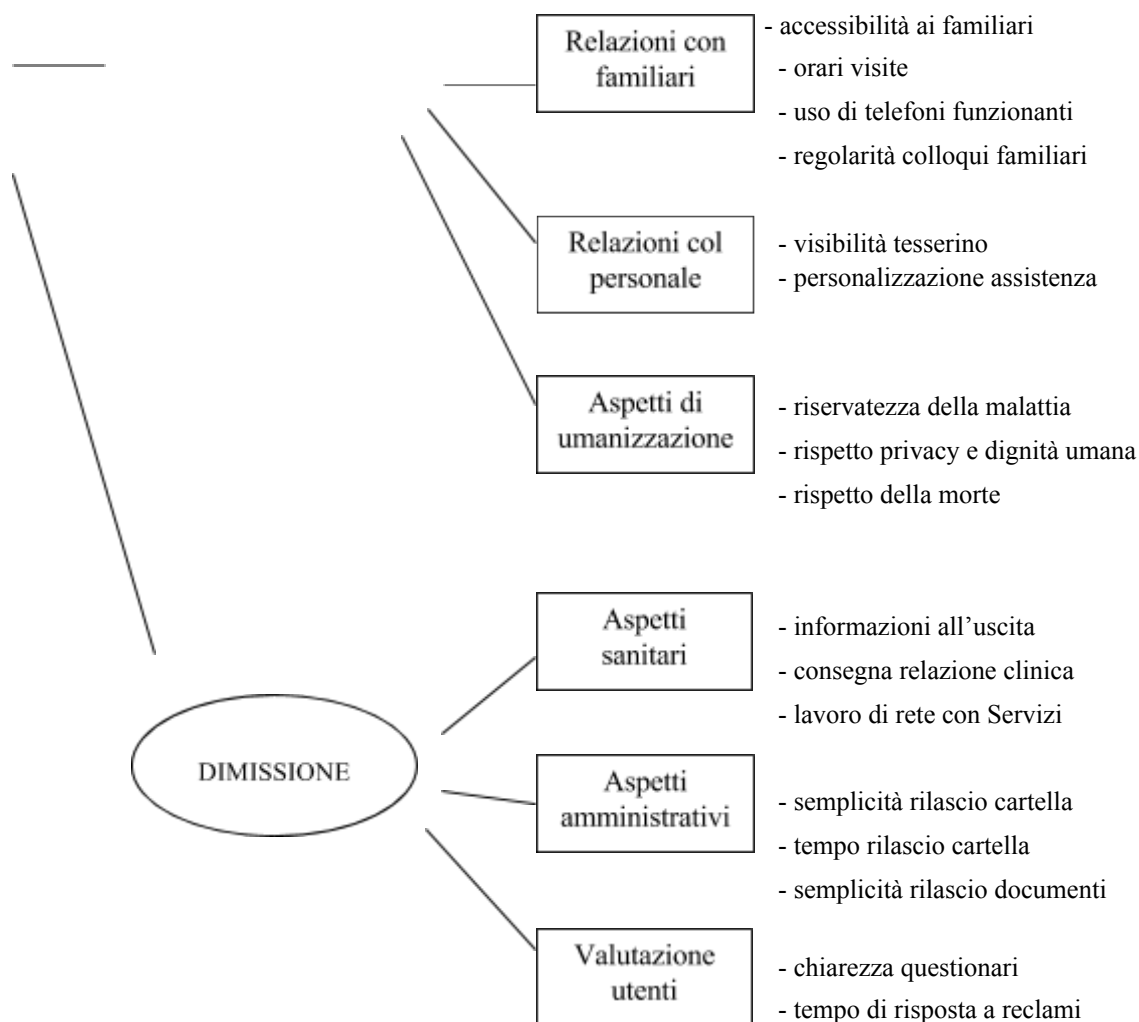 Relazioni con
familiari
- accessibilità ai familiari
- orari visite
- uso di telefoni funzionanti
- regolarità colloqui familiari
Relazioni col
personale
- visibilità tesserino
- personalizzazione assistenza
Aspetti di
umanizzazione
- riservatezza della malattia
- rispetto privacy e dignità umana
- rispetto della morte
DIMISSIONE
Aspetti
sanitari
- informazioni all’uscita
- consegna relazione clinica
- lavoro di rete con Servizi
Aspetti
amministrativi
- semplicità rilascio cartella
- tempo rilascio cartella
- semplicità rilascio documenti
Valutazione
utenti
- chiarezza questionari
- tempo di risposta a reclami